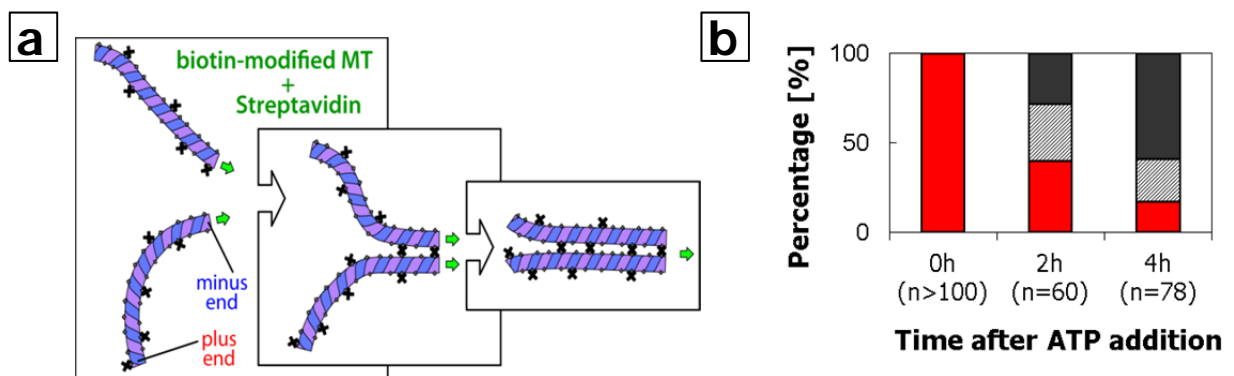 a
biotin-modified MT
+
Streptavidin
minus
end
plus
end
b
Percentage [%]
100
50
0
0h
2h
4h
(n>100)
(n=60)
(n=78)
Time after ATP addition